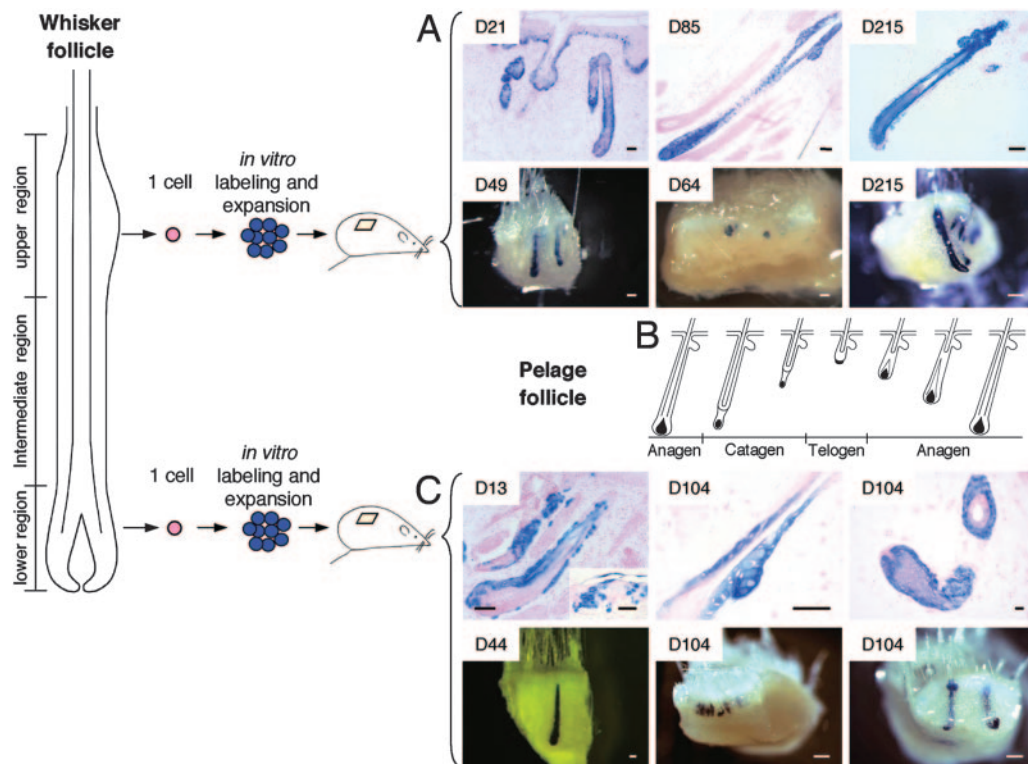 Whisker
follicle
upper region
Intermediate region
lower region
1 cell
in vitro
labeling and
expansion
A
D21
D85
D215
D49
D64
D215
Pelage
follicle
B
Anagen
Catagen
Telogen
Anagen
1 cell
in vitro
labeling and
expansion
C
D13
D104
D104
D44
D104
D104